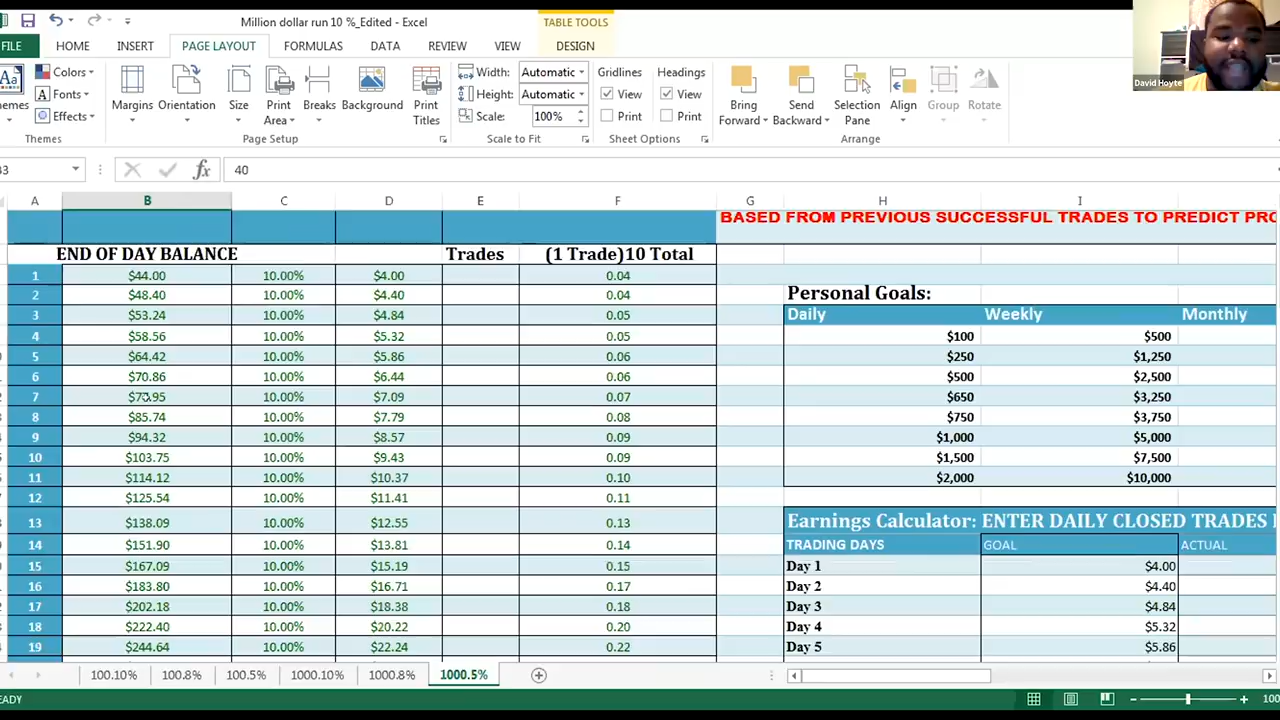 Million dollar run 10 %_Edited - Excel
TABLE TOOLS
FILE HOME INSERT PAGE LAYOUT FORMULAS DATA REVIEW VIEW DESIGN
David Hoyte
Colors Width: Automatic Gridlines Headings
Fonts Height: Automatic View View
Effects Scale: 100% Print Print
Margins Orientation Size Print Area Breaks Background Print Titles
Bring Forward Send Backward Selection Pane Align Group Rotate
Themes Page Setup Scale to Fit Sheet Options Arrange
40
A B C D E F G H I
BASED FROM PREVIOUS SUCCESSFUL TRADES TO PREDICT
END OF DAY BALANCE Trades (1 Trade)10 Total
1 $44.00 10.00% $4.00 0.04
2 $48.40 10.00% $4.40 0.04 Personal Goals:
3 $53.24 10.00% $4.84 0.05 Daily Weekly Monthly
4 $58.56 10.00% $5.32 0.05 $100 $500
5 $64.42 10.00% $5.86 0.06 $250 $1,250
6 $70.86 10.00% $6.44 0.06 $500 $2,500
7 10.00% $7.09 0.07 $650 $3,250
8 $85.74 10.00% $7.79 0.08 $750 $3,750
9 $94.32 10.00% $8.57 0.09 $1,000 $5,000
10 $103.75 10.00% $9.43 0.09 $1,500 $7,500
11 $114.12 10.00% $10.37 0.10 $2,000 $10,000
12 $125.54 10.00% $11.41 0.11
13 $138.09 10.00% $12.55 0.13 Earnings Calculator: ENTER DAILY CLOSED TRADES
14 $151.90 10.00% $13.81 0.14 TRADING DAYS GOAL ACTUAL
15 $167.09 10.00% $15.19 0.15 Day 1 $4.00
16 $183.80 10.00% $16.71 0.17 Day 2 $4.40
17 $202.18 10.00% $18.38 0.18 Day 3 $4.84
18 $222.40 10.00% $20.22 0.20 Day 4 $5.32
19 $244.64 10.00% $22.24 0.22 Day 5 $5.86
100.10% 100.8% 100.5% 1000.10% 1000.8% 1000.5%